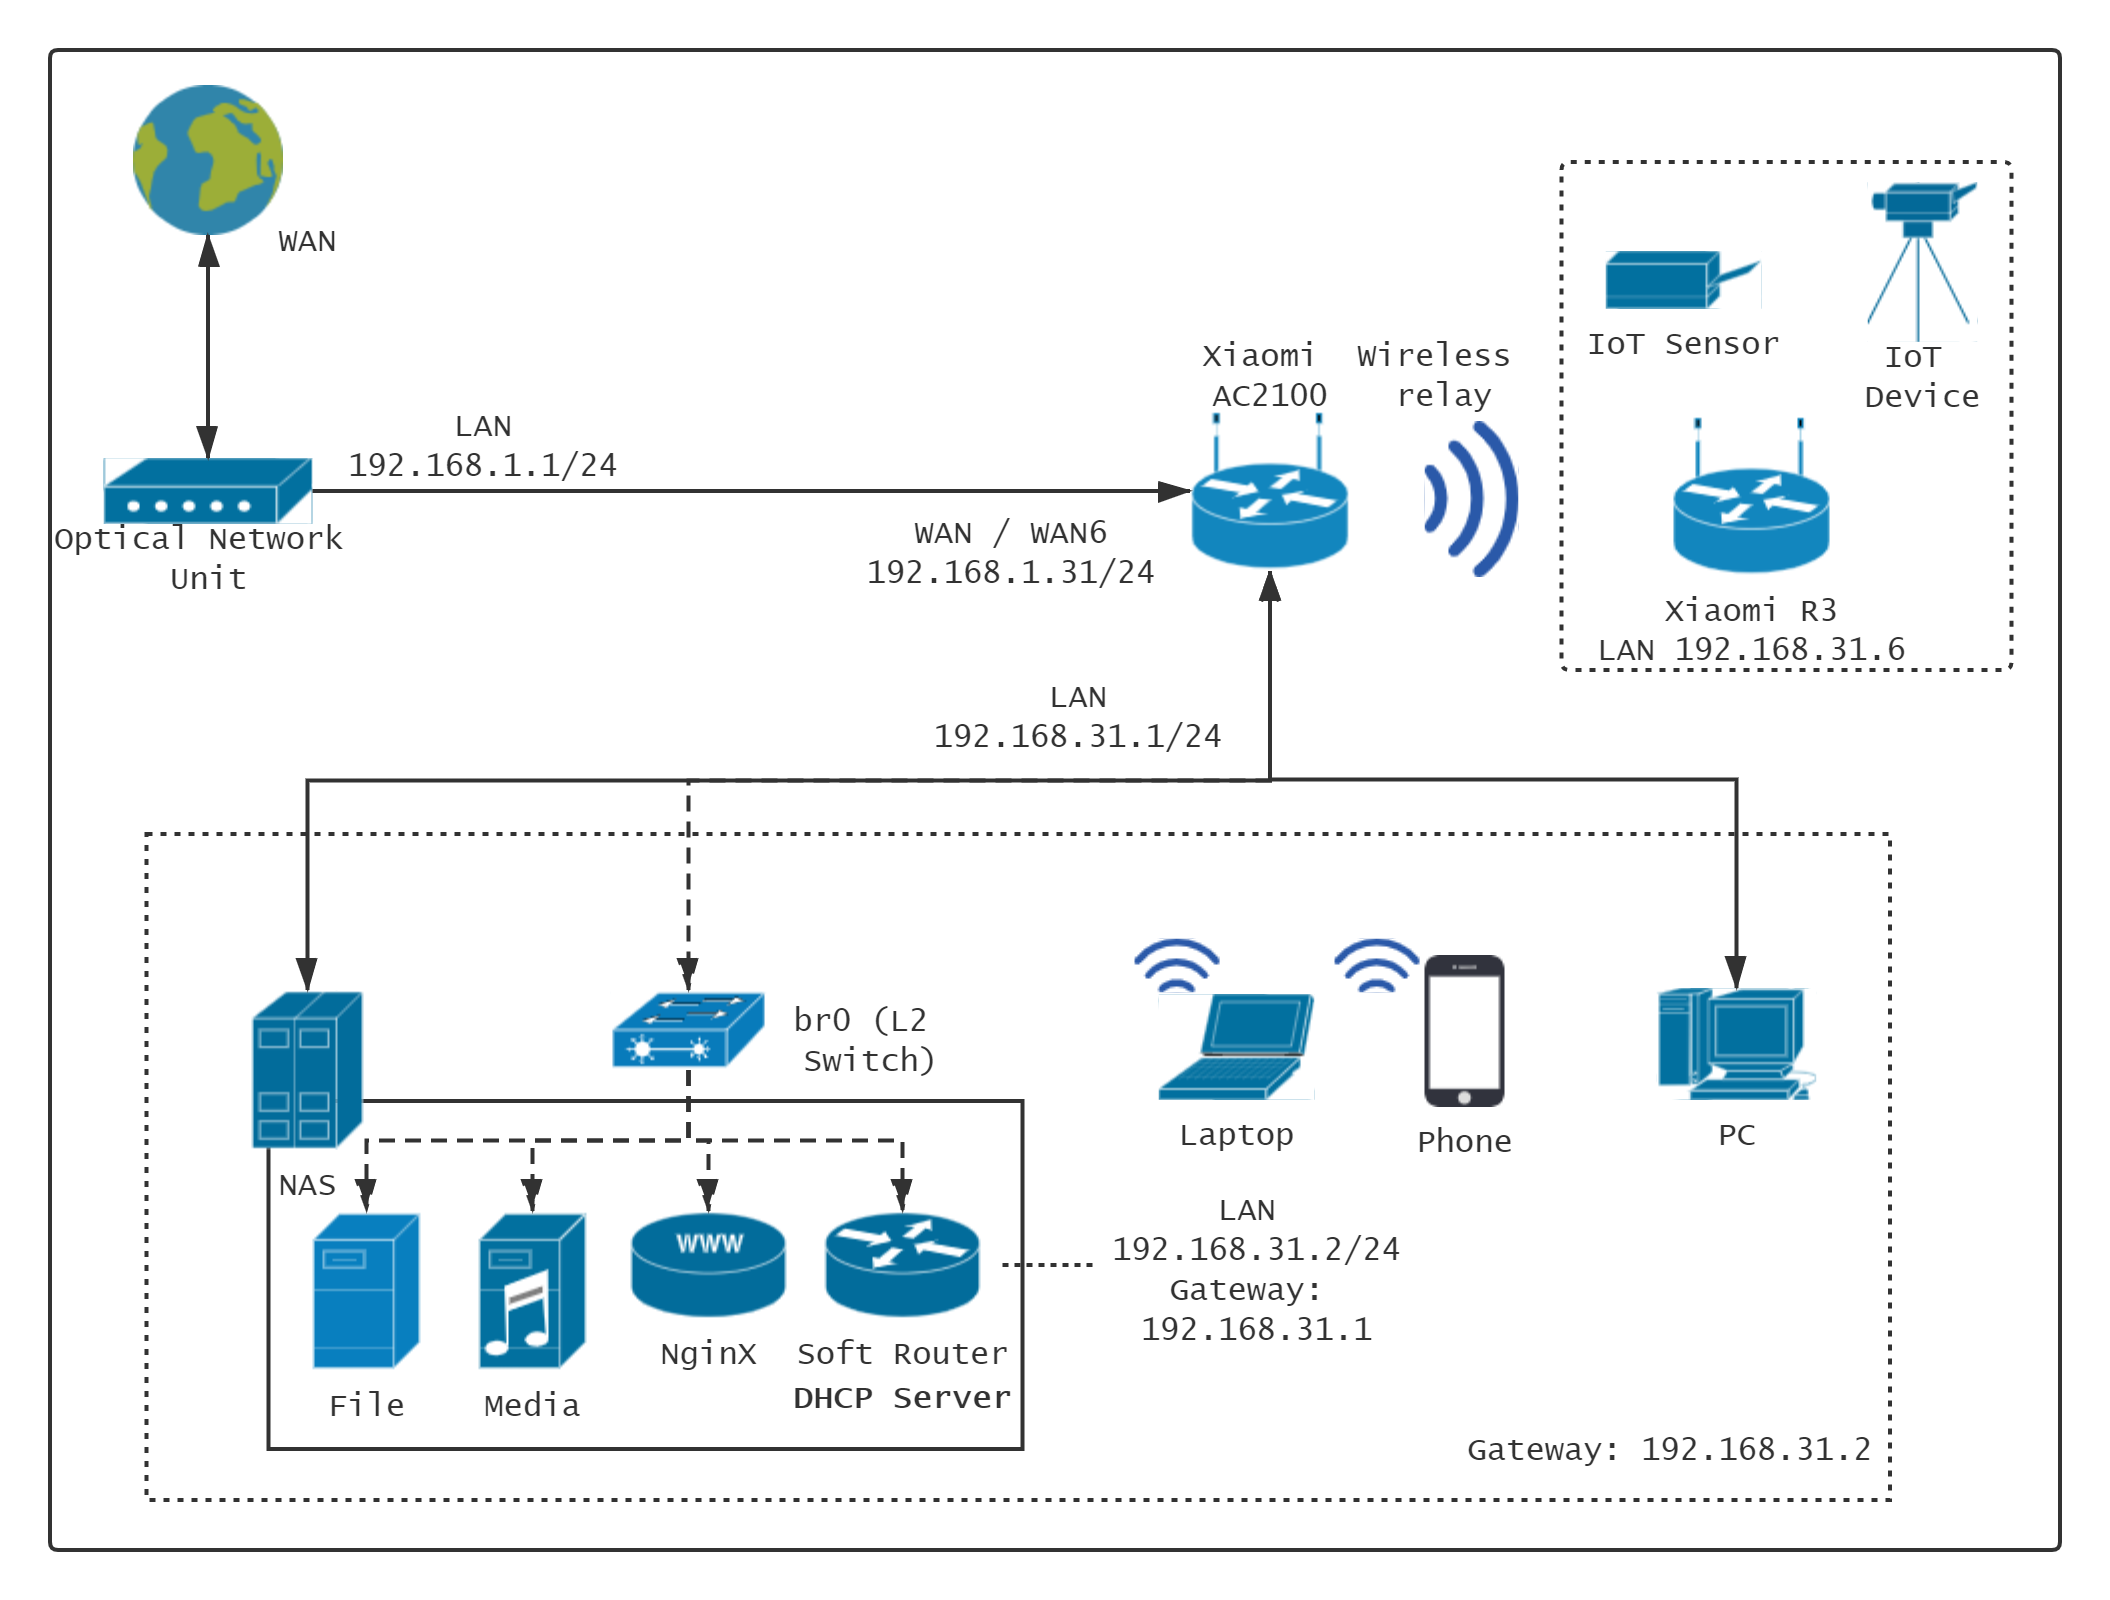 WAN
LAN
192.168.1.1/24
Optical Network
Unit
WAN / WAN6
192.168.1.31/24
Xiaomi
AC2100
Wireless
relay
IoT Sensor
IoT
Device
Xiaomi R3
LAN 192.168.31.6
LAN
192.168.31.1/24
br0 (L2
Switch)
NAS
File
Media
WWW
NginX
Soft Router
DHCP Server
Laptop
Phone
PC
LAN
192.168.31.2/24
Gateway:
192.168.31.1
Gateway: 192.168.31.2